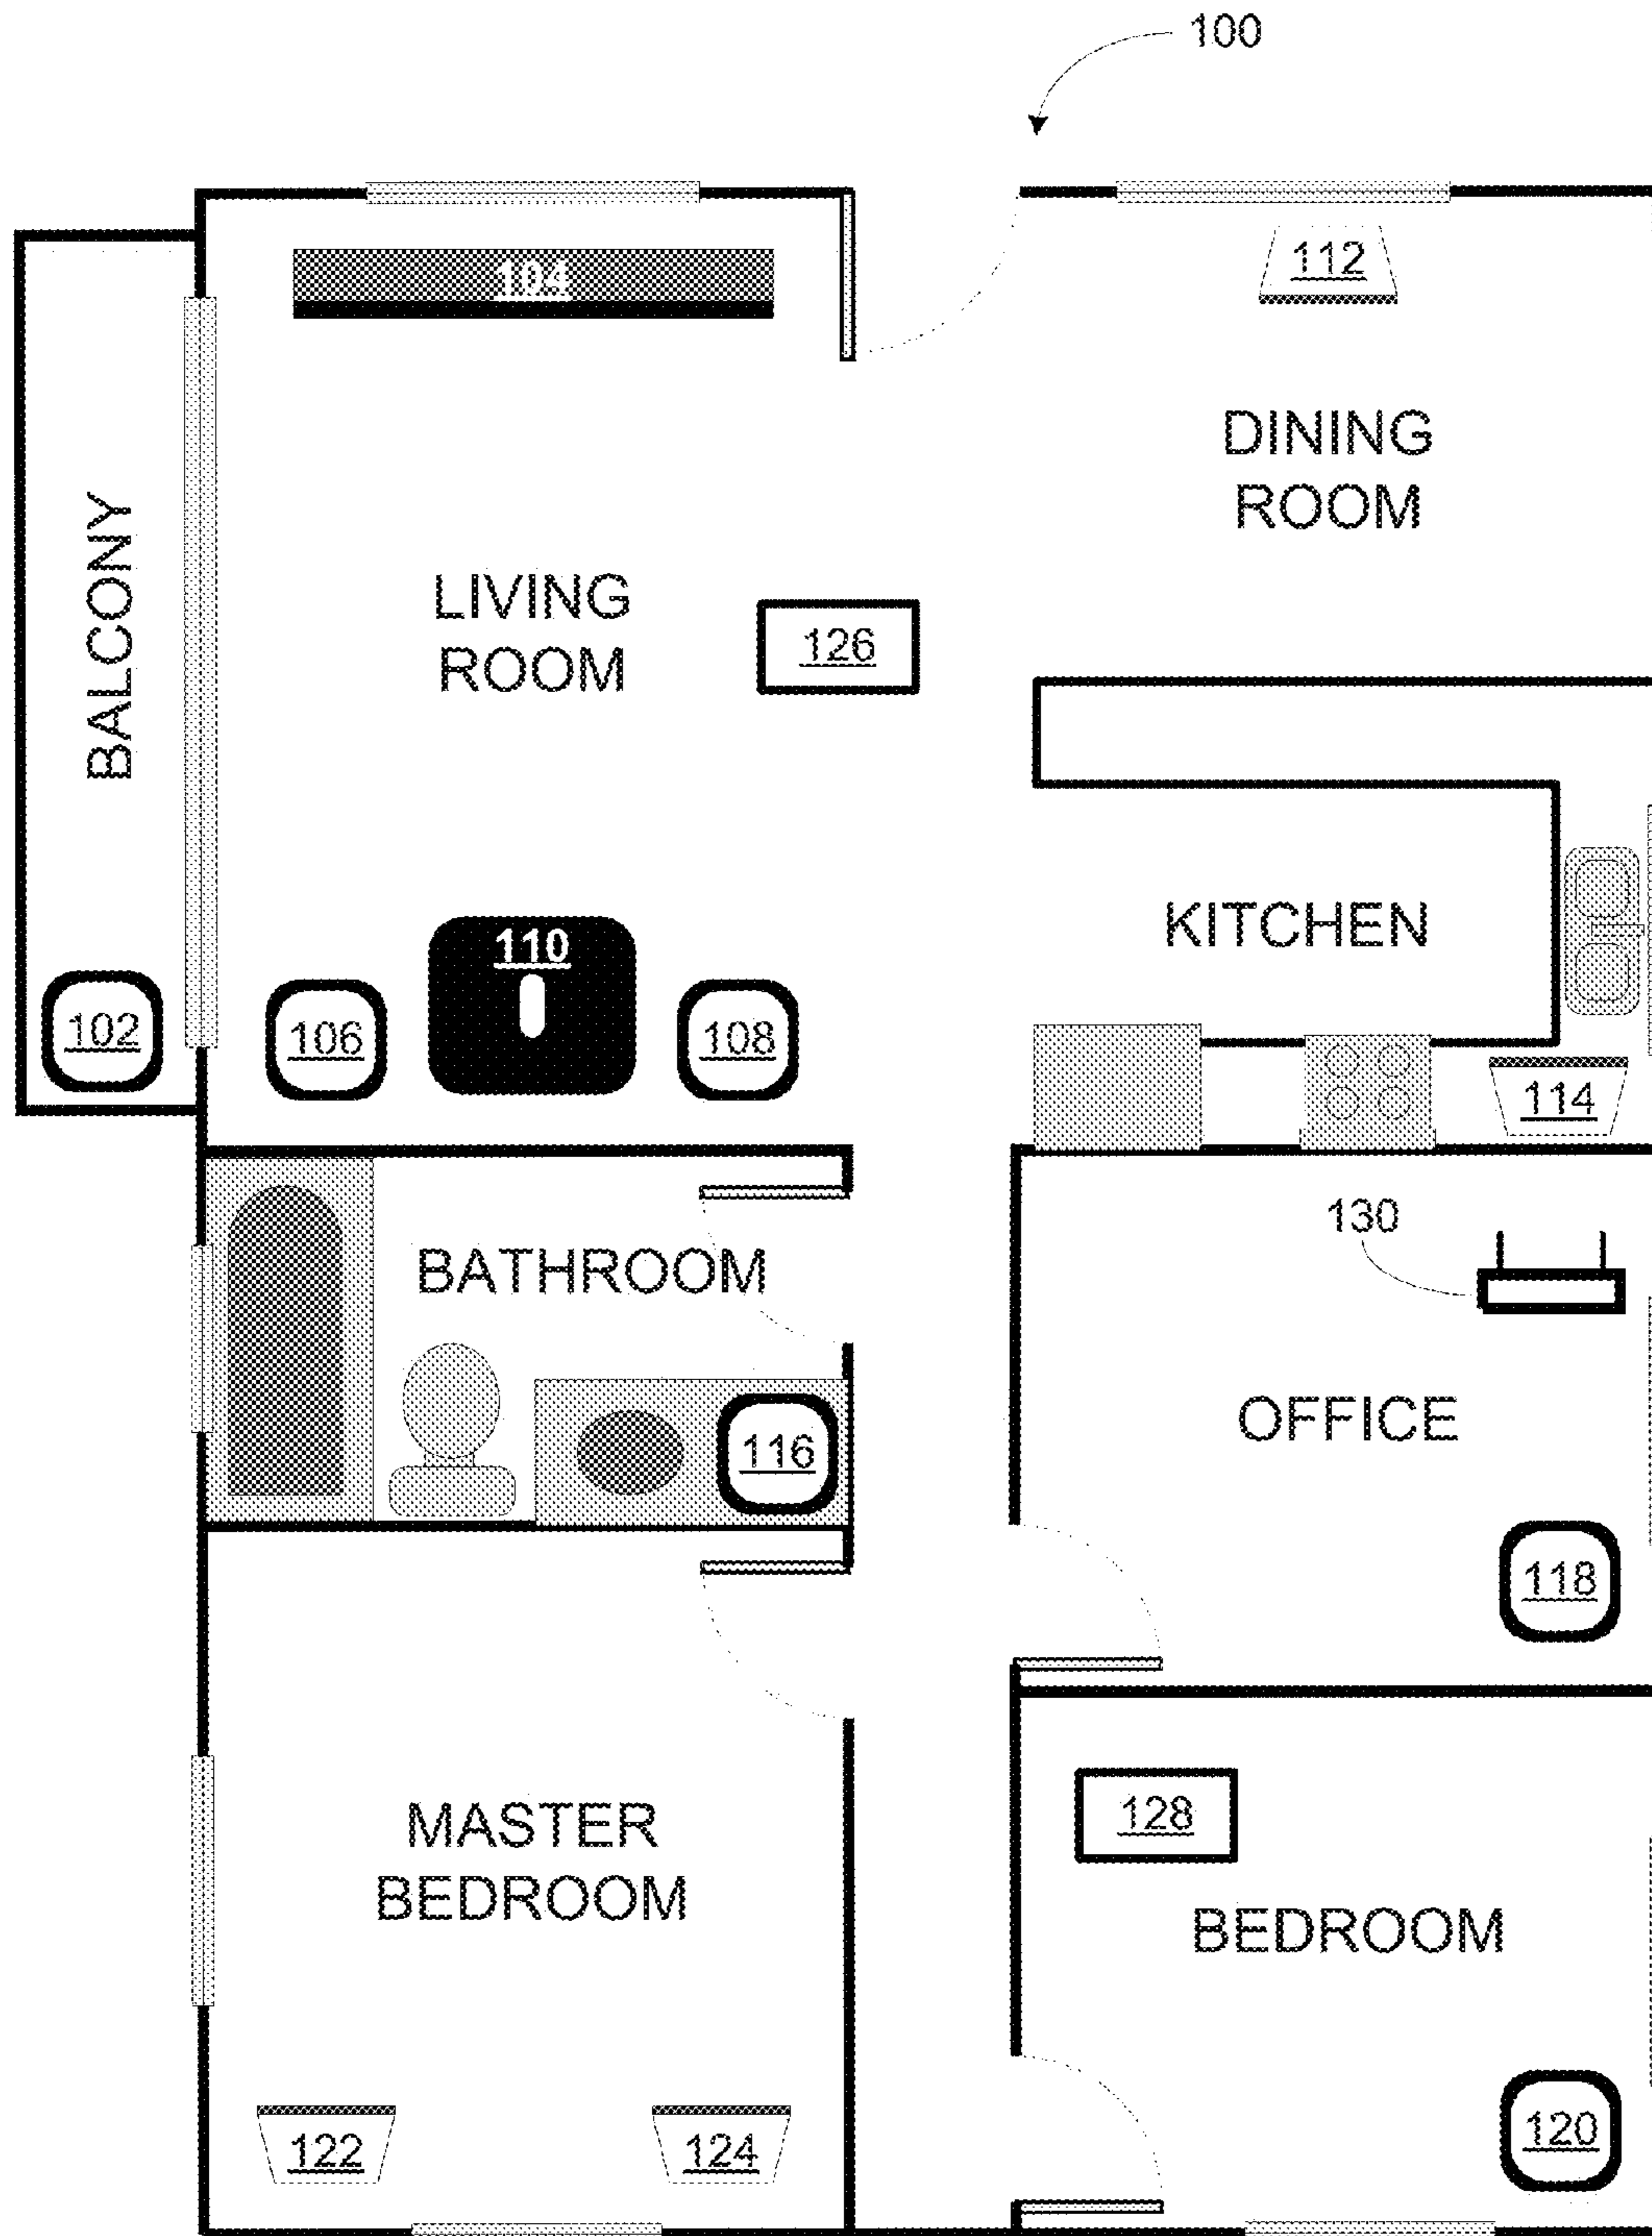 100
104
112
DINING
ROOM
BALCONY
LIVING
ROOM
126
KITCHEN
110
102
106
108
114
BATHROOM
130
OFFICE
116
118
MASTER
BEDROOM
128
BEDROOM
122
124
120